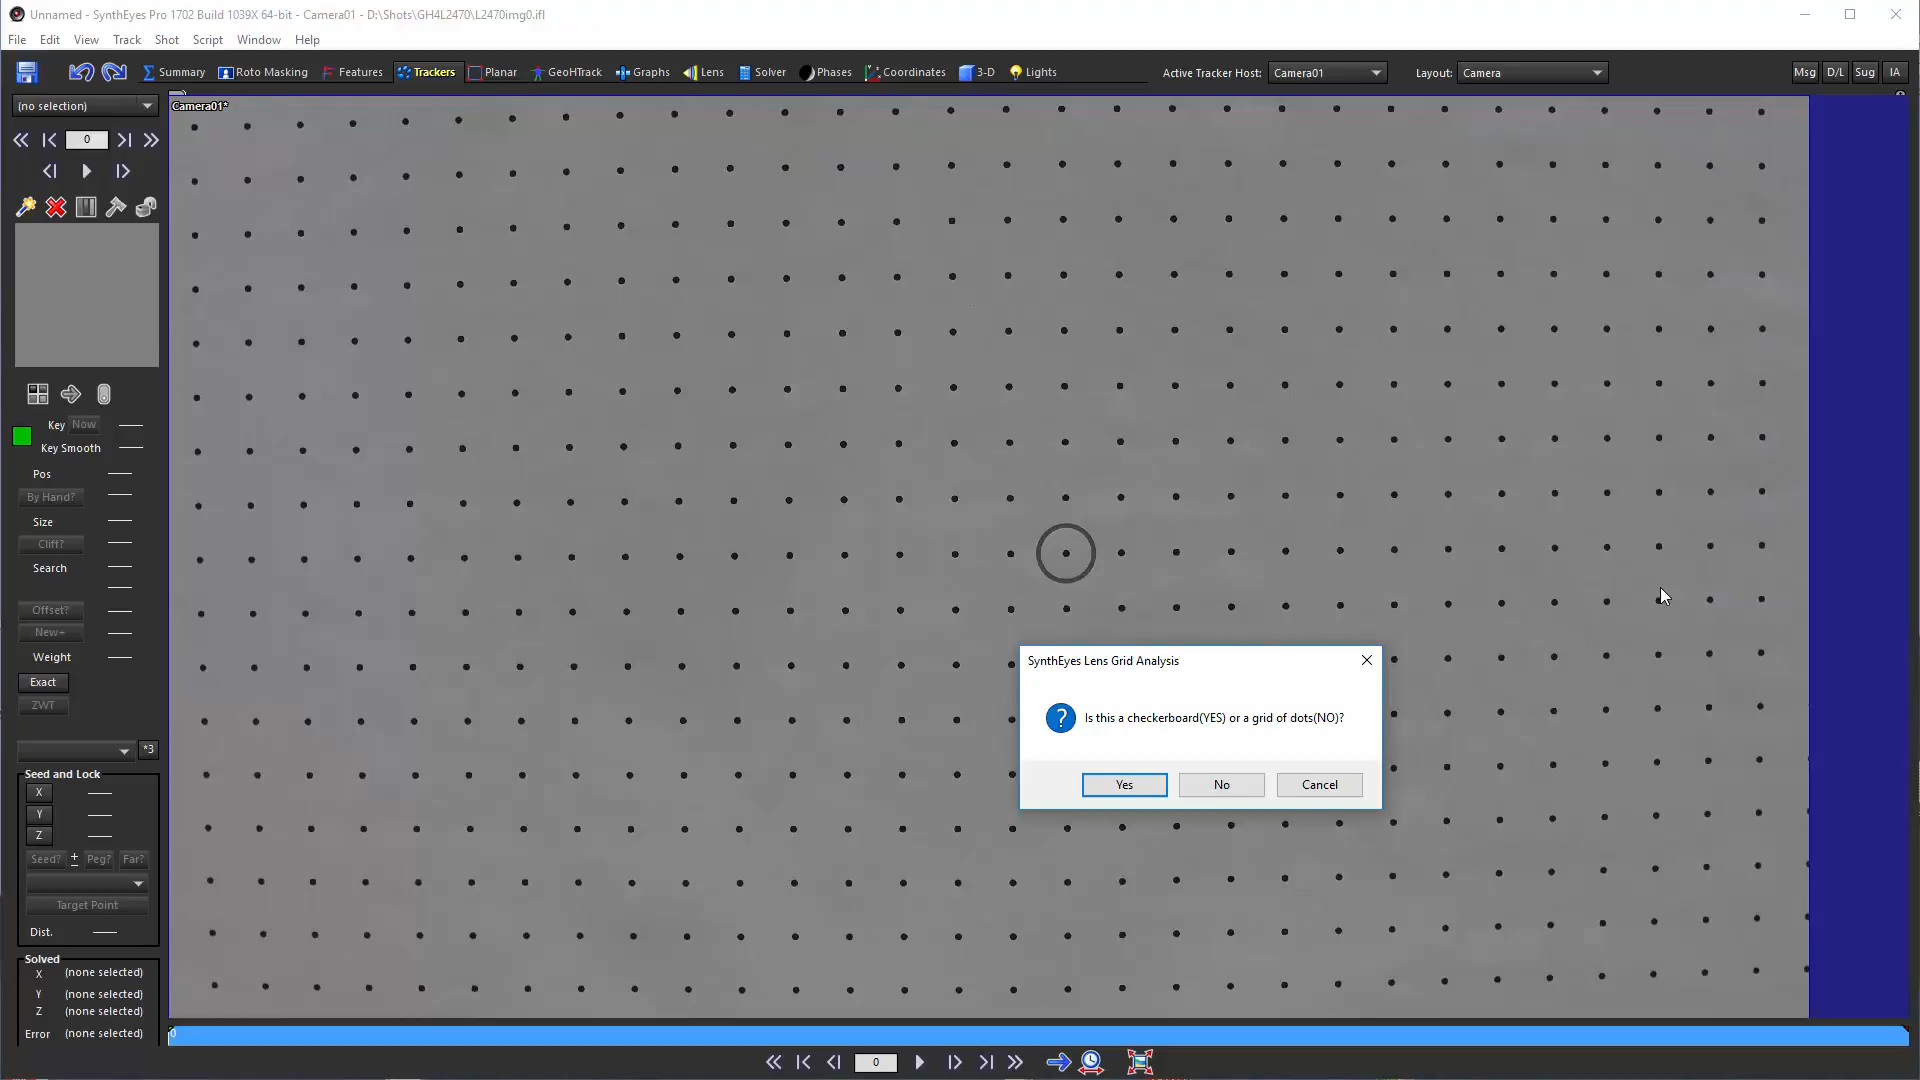 Unnamed - SynthEyes Pro 1702 Build 1039X 64-bit - Camera01 - D:\Shots\GH4L2470\L2470img0.ifl
File Edit View Track Shot Script Window Help
Summary Roto Masking Features Trackers Planar GeoHTrack Graphs Lens Solver Phases Coordinates 3-D Lights Active Tracker Host: Camera01 Layout: Camera Msg D/L Sug IA
(no selection)
Camera01*
0
Key Now
Key Smooth
Pos
By Hand?
Size
Cliff?
Search
Offset?
New+
Weight
Exact
ZWT
*3
Seed and Lock
X
Y
Z
Seed? ± Peg? Far?
Target Point
Dist.
Solved
X (none selected)
Y (none selected)
Z (none selected)
Error (none selected)
SynthEyes Lens Grid Analysis
Is this a checkerboard(YES) or a grid of dots(NO)?
Yes No Cancel
0
0